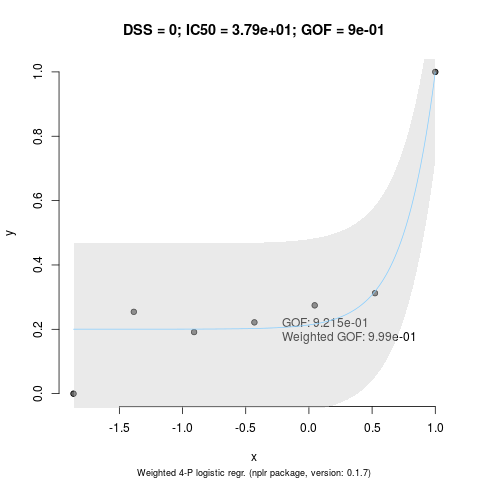 DSS = 0; IC50 = 3.79e+01; GOF = 9e-01
1.0
0.8
0.6
0.4
0.2
0.0
y
GOF: 9.215e-01
Weighted GOF: 9.99e-01
-1.5 -1.0 -0.5 0.0 0.5 1.0
x
Weighted 4-P logistic regr. (nplr package, version: 0.1.7)